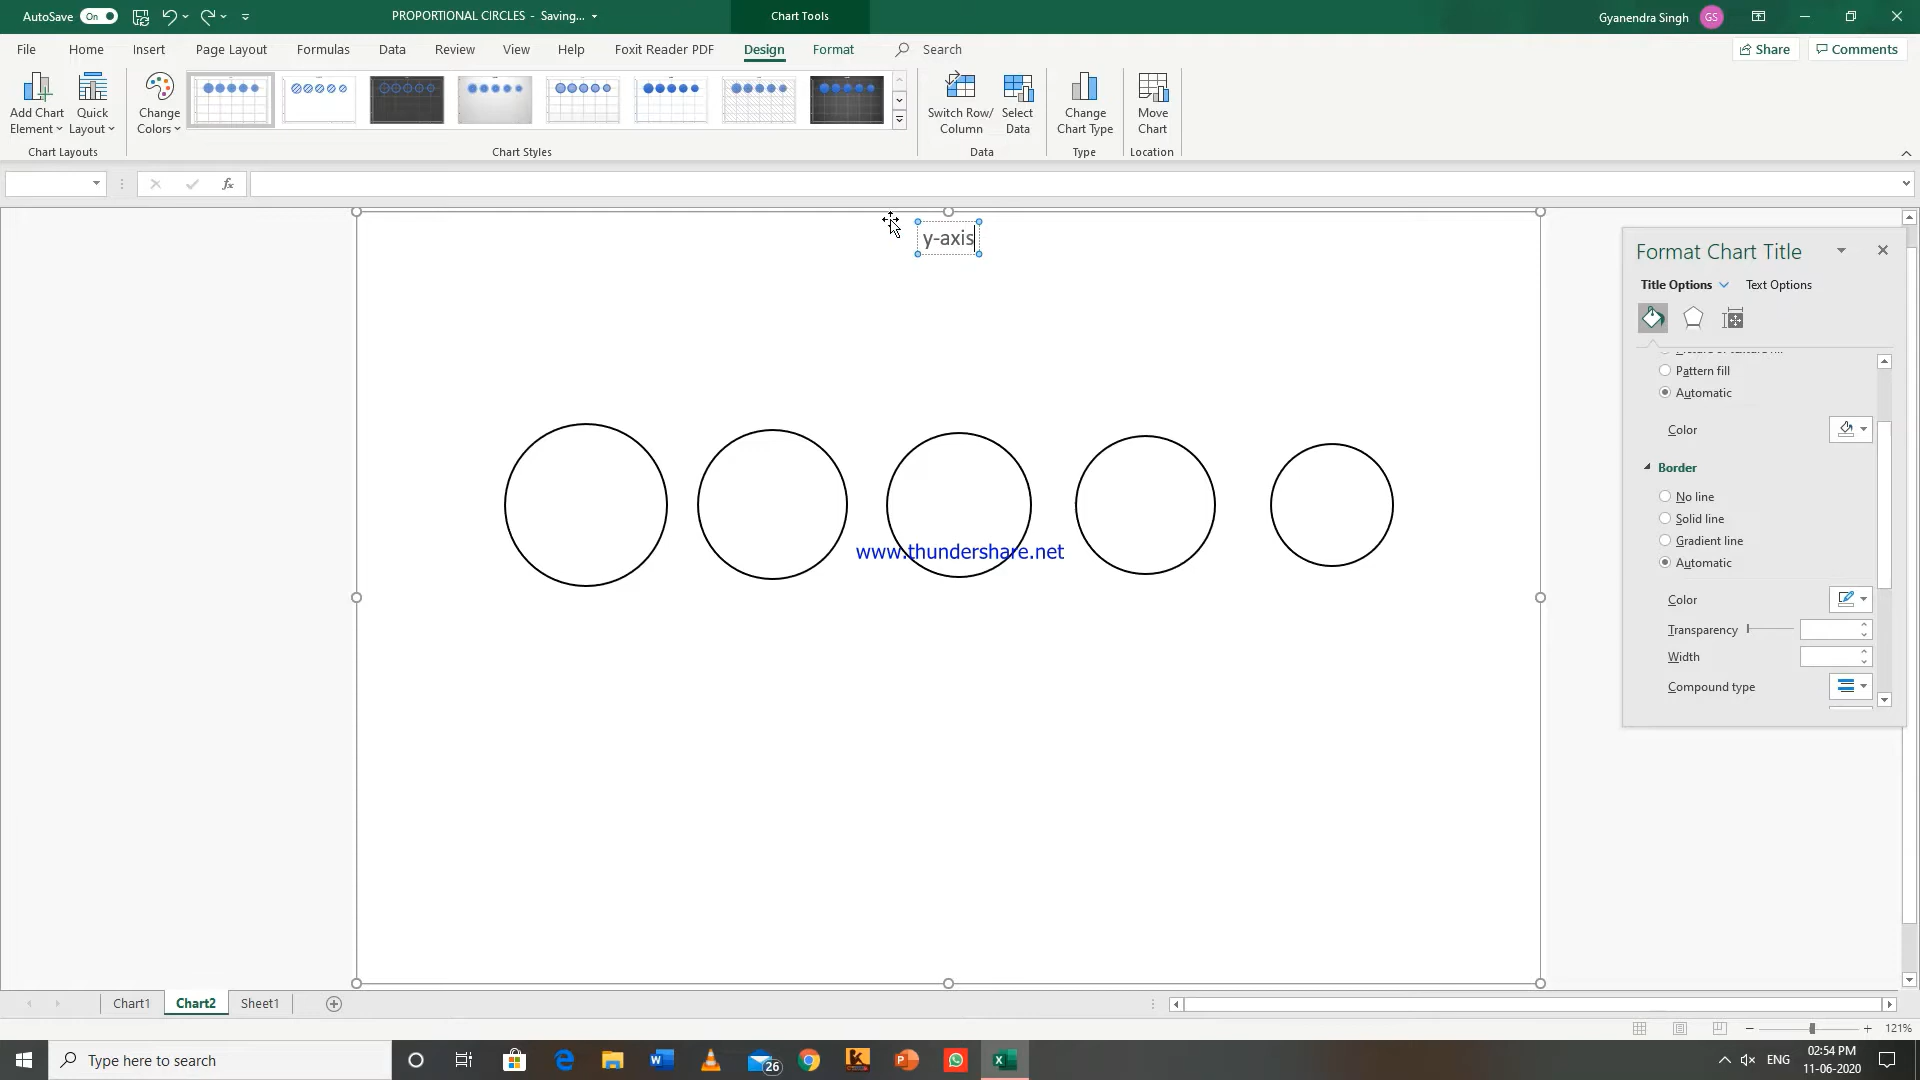 AutoSave On PROPORTIONAL CIRCLES - Saving... Chart Tools Gyanendra Singh GS
File Home Insert Page Layout Formulas Data Review View Help Foxit Reader PDF Design Format Search Share Comments
Add Chart Element Quick Layout Change Colors Switch Row/ Column Select Data Change Chart Type Move Chart
Chart Layouts Chart Styles Data Type Location
fx
y-axis
Format Chart Title
Title Options Text Options
Pattern fill
Automatic
Color
Border
No line
Solid line
Gradient line
Automatic
Color
Transparency
Width
Compound type
www.thundershare.net
Chart1 Chart2 Sheet1
121%
Type here to search 26 ENG 02:54 PM
11-06-2020